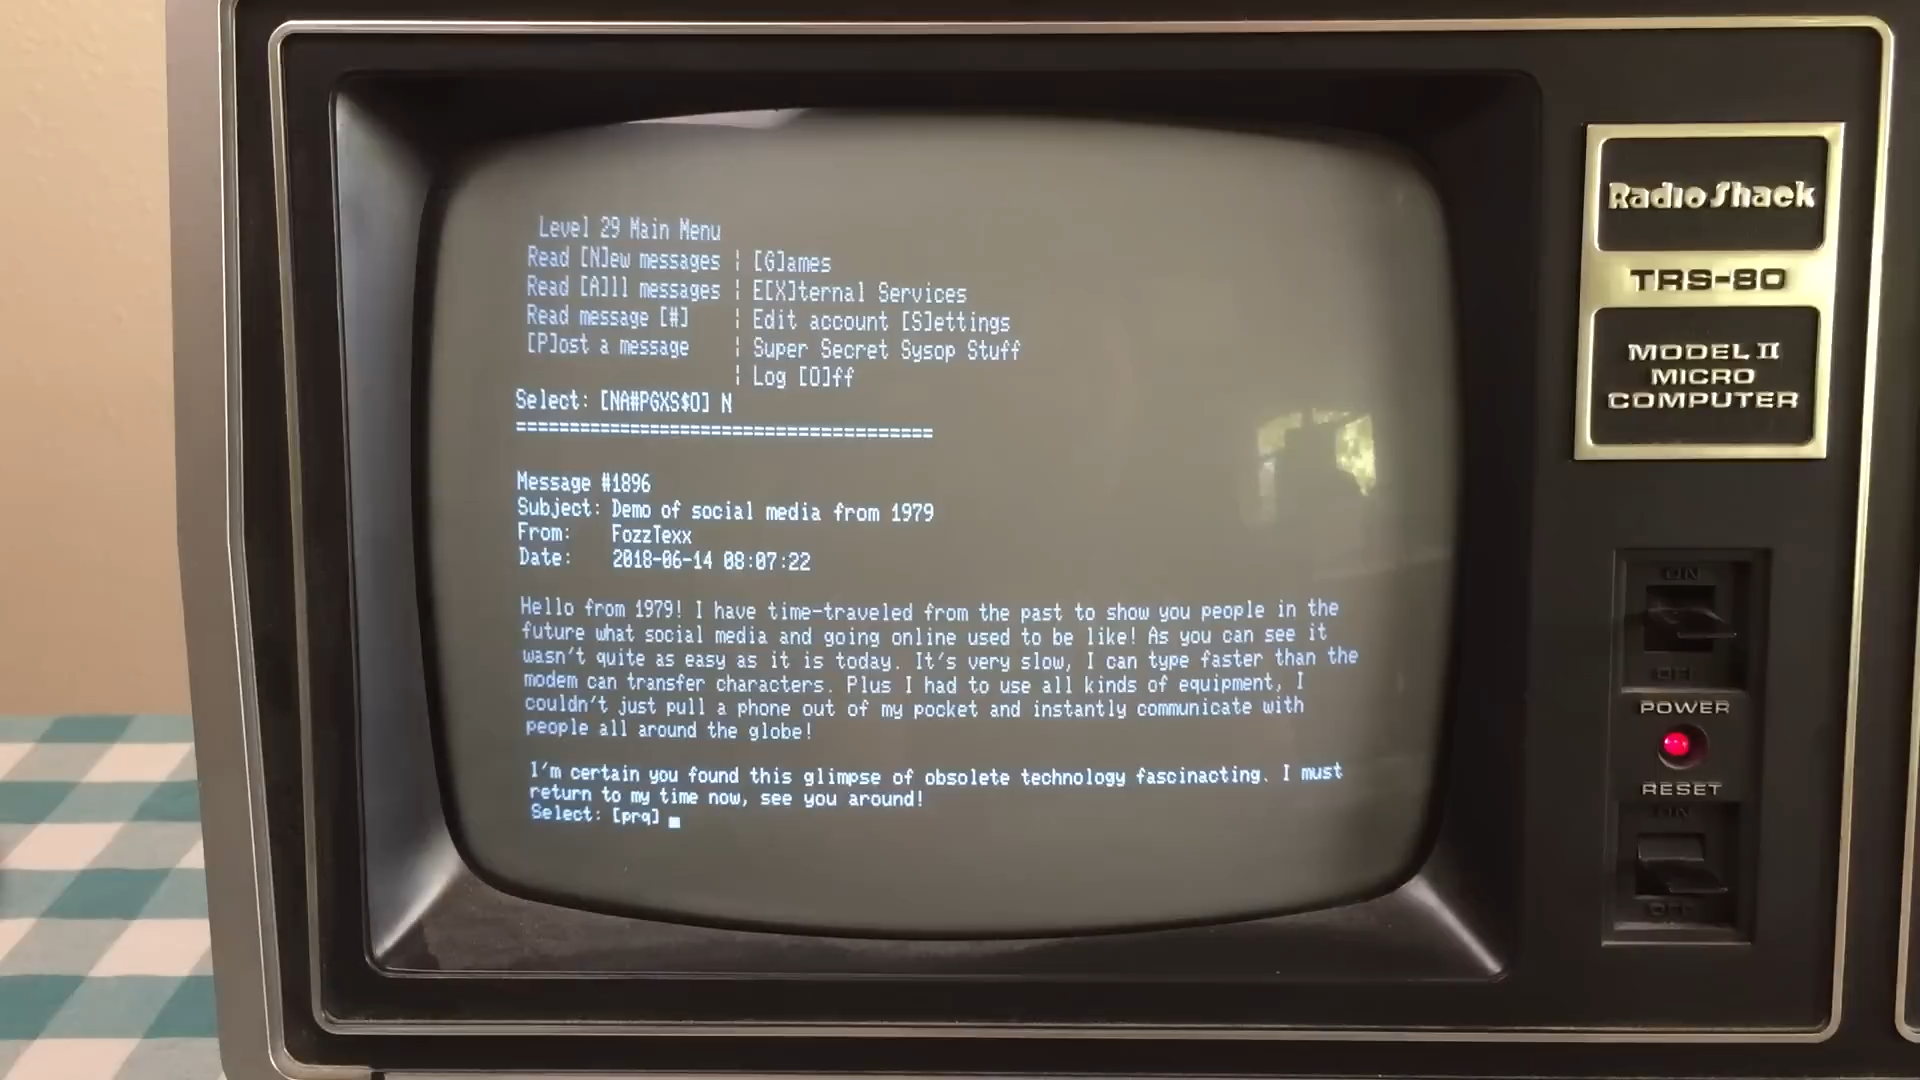 Level 29 Main Menu
Read [N]ew messages ¦ [G]ames
Read [A]ll messages ¦ E[X]ternal Services
Read message [#] ¦ Edit account [S]ettings
[P]ost a message ¦ Super Secret Sysop Stuff
¦ Log [O]ff
Select: [NA#PGXS$O] N
=======================================
Message #1896
Subject: Demo of social media from 1979
From: FozzTexx
Date: 2018-06-14 08:07:22
Hello from 1979! I have time-traveled from the past to show you people in the
future what social media and going online used to be like! As you can see it
wasn't quite as easy as it is today. It's very slow, I can type faster than the
modem can transfer characters. Plus I had to use all kinds of equipment, I
couldn't just pull a phone out of my pocket and instantly communicate with
people all around the globe!
I'm certain you found this glimpse of obsolete technology fascinacting. I must
return to my time now, see you around!
Select: [prq]
Radio Shack
TRS-80
MODEL II
MICRO
COMPUTER
ON
OFF
POWER
RESET
ON
OFF